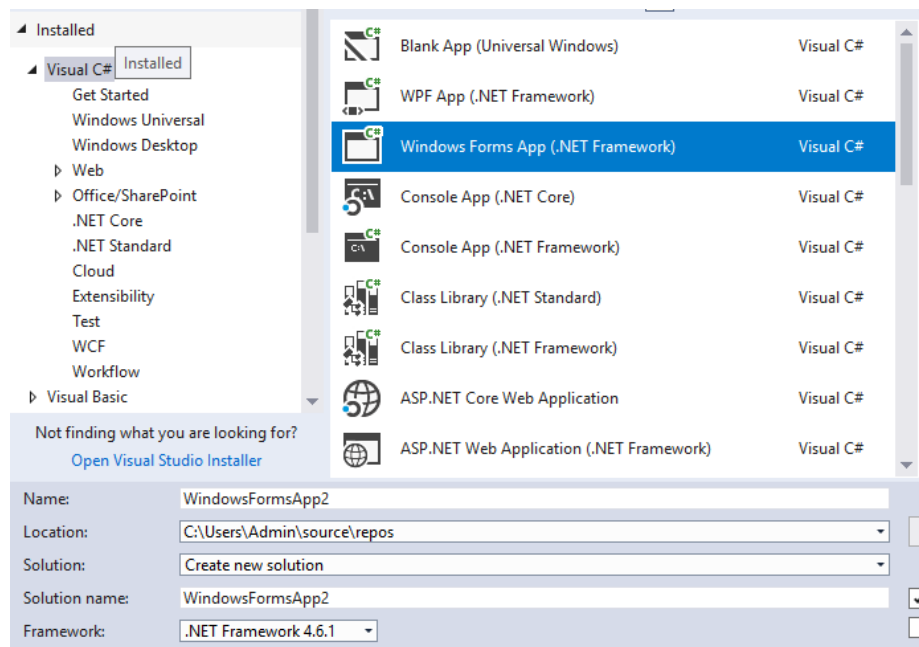 Installed
Visual C#
Installed
Get Started
Windows Universal
Windows Desktop
Web
Office/SharePoint
.NET Core
.NET Standard
Cloud
Extensibility
Test
WCF
Workflow
Visual Basic
Not finding what you are looking for?
Open Visual Studio Installer
C# Blank App (Universal Windows) Visual C#
C# WPF App (.NET Framework) Visual C#
C# Windows Forms App (.NET Framework) Visual C#
C:\ Console App (.NET Core) Visual C#
C# C:\ Console App (.NET Framework) Visual C#
C# Class Library (.NET Standard) Visual C#
C# Class Library (.NET Framework) Visual C#
ASP.NET Core Web Application Visual C#
ASP.NET Web Application (.NET Framework) Visual C#
Name: WindowsFormsApp2
Location: C:\Users\Admin\source\repos
Solution: Create new solution
Solution name: WindowsFormsApp2
Framework: .NET Framework 4.6.1